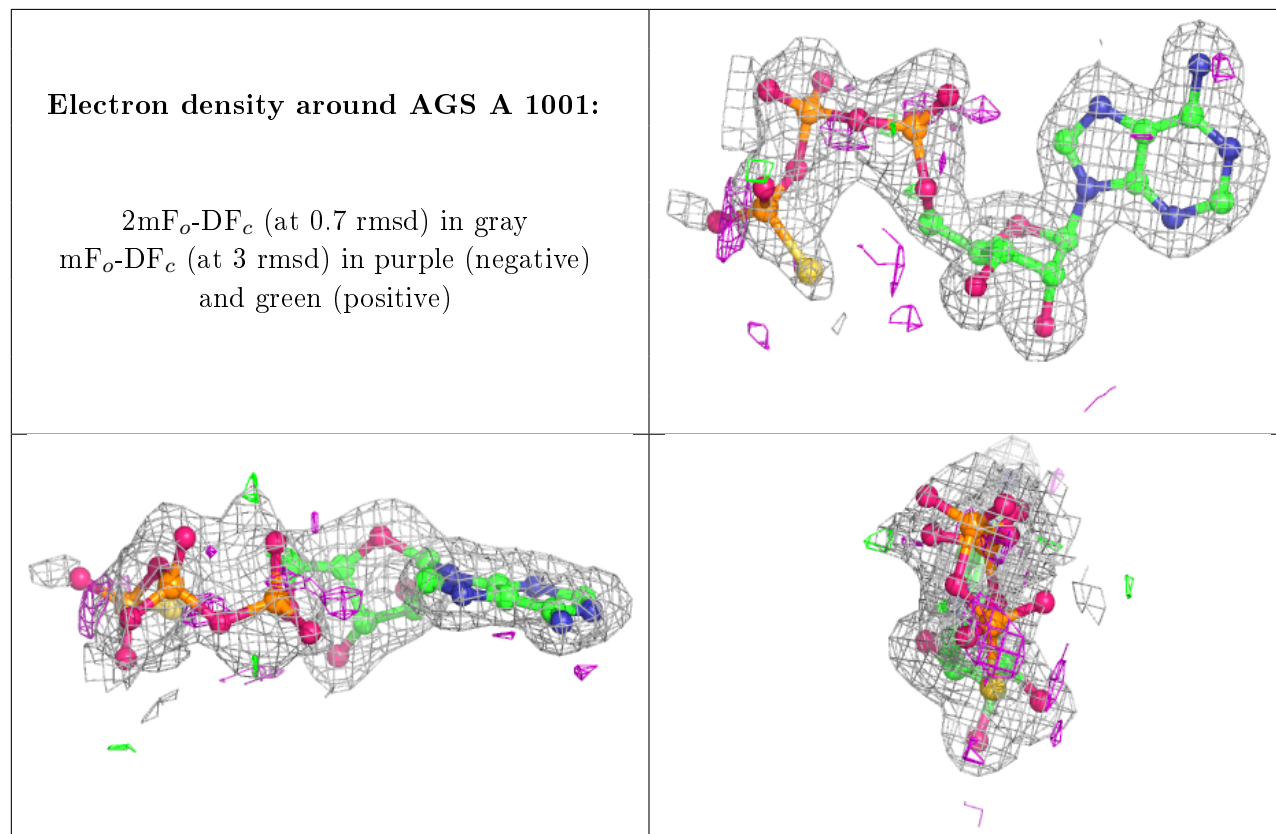 Electron density around AGS A 1001:
2mFo-DFc (at 0.7 rmsd) in gray
mFo-DFc (at 3 rmsd) in purple (negative)
and green (positive)